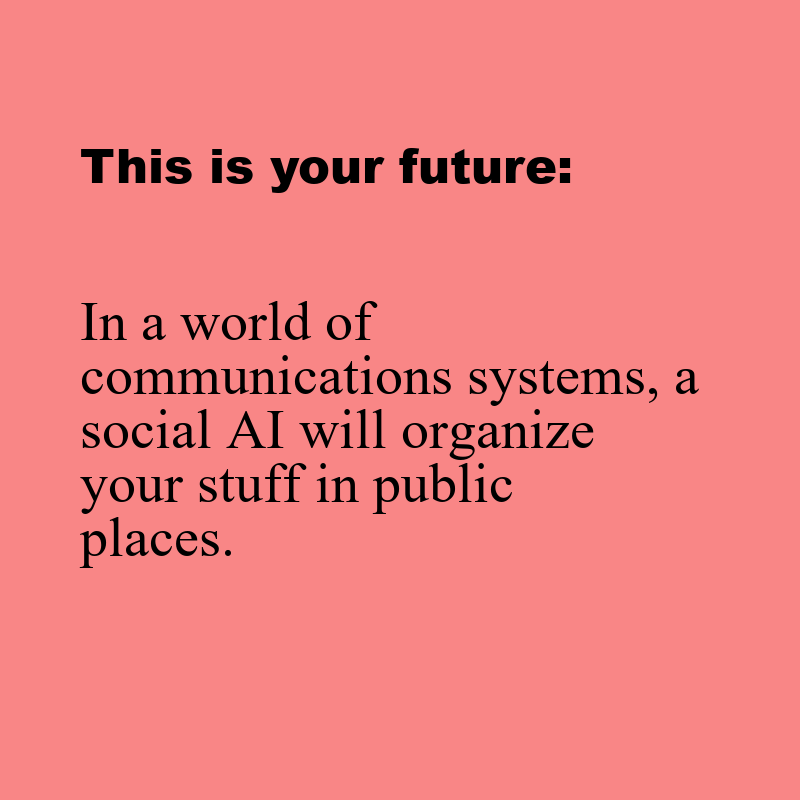 This is your future:
In a world of
communications systems, a
social AI will organize
your stuff in public
places.